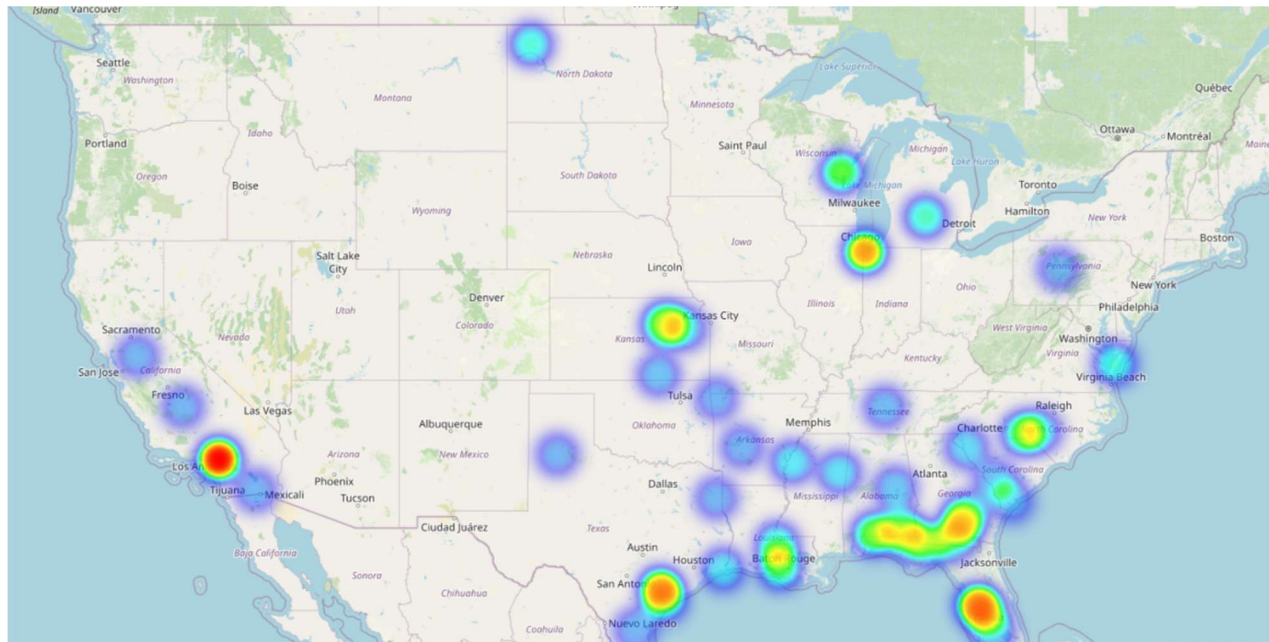 Island
Vancouver
Seattle
Washington
Montana
North Dakota
Minnesota
Lake Superior
Québec
Ottawa
Montréal
Maine
Portland
Idaho
Saint Paul
Wisconsin
Michigan
Lake Huron
Oregon
Boise
South Dakota
Lake Michigan
Toronto
Wyoming
Milwaukee
Hamilton
New York
Detroit
Chicago
Boston
Iowa
Salt Lake
City
Nebraska
Lincoln
Pennsylvania
Ohio
New York
Denver
Illinois
Indiana
Philadelphia
Utah
Colorado
Kansas City
Sacramento
Nevada
Kansas
Missouri
West Virginia
Washington
Virginia
San Jose
California
Kentucky
Virginia Beach
Fresno
Las Vegas
Tulsa
Tennessee
Raleigh
Albuquerque
Oklahoma
Memphis
Charlotte
North Carolina
Arkansas
Arizona
New Mexico
Los An
Atlanta
South Carolina
Phoenix
Dallas
Tijuana
Mexicali
Tucson
Mississippi
Alabama
Georgia
Ciudad Juárez
Texas
Louisiana
Baja California
Austin
Houston
Baton Rouge
Jacksonville
Sonora
San Anton
Chihuahua
Nuevo Laredo
Coahuila